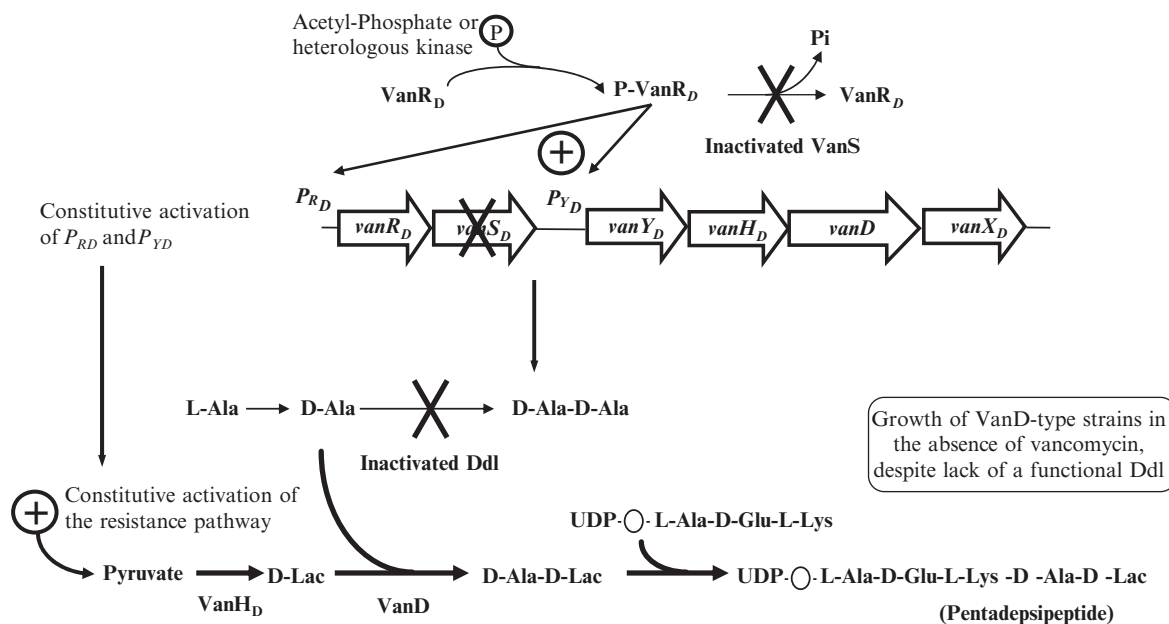 Acetyl-Phosphate or
heterologous kinase
P
Pi
VanR_D
P-VanR_D
VanR_D
Inactivated VanS
+
P_R_D
P_Y_D
Constitutive activation
of P_RD and P_YD
vanR_D
vanS_D
vanY_D
vanH_D
vanD
vanX_D
L-Ala
D-Ala
D-Ala-D-Ala
Inactivated Ddl
Growth of VanD-type strains in
the absence of vancomycin,
despite lack of a functional Ddl
+
Constitutive activation of
the resistance pathway
UDP-○-L-Ala-D-Glu-L-Lys
Pyruvate
D-Lac
D-Ala-D-Lac
UDP-○-L-Ala-D-Glu-L-Lys -D -Ala-D -Lac
VanH_D
VanD
(Pentadepsipeptide)